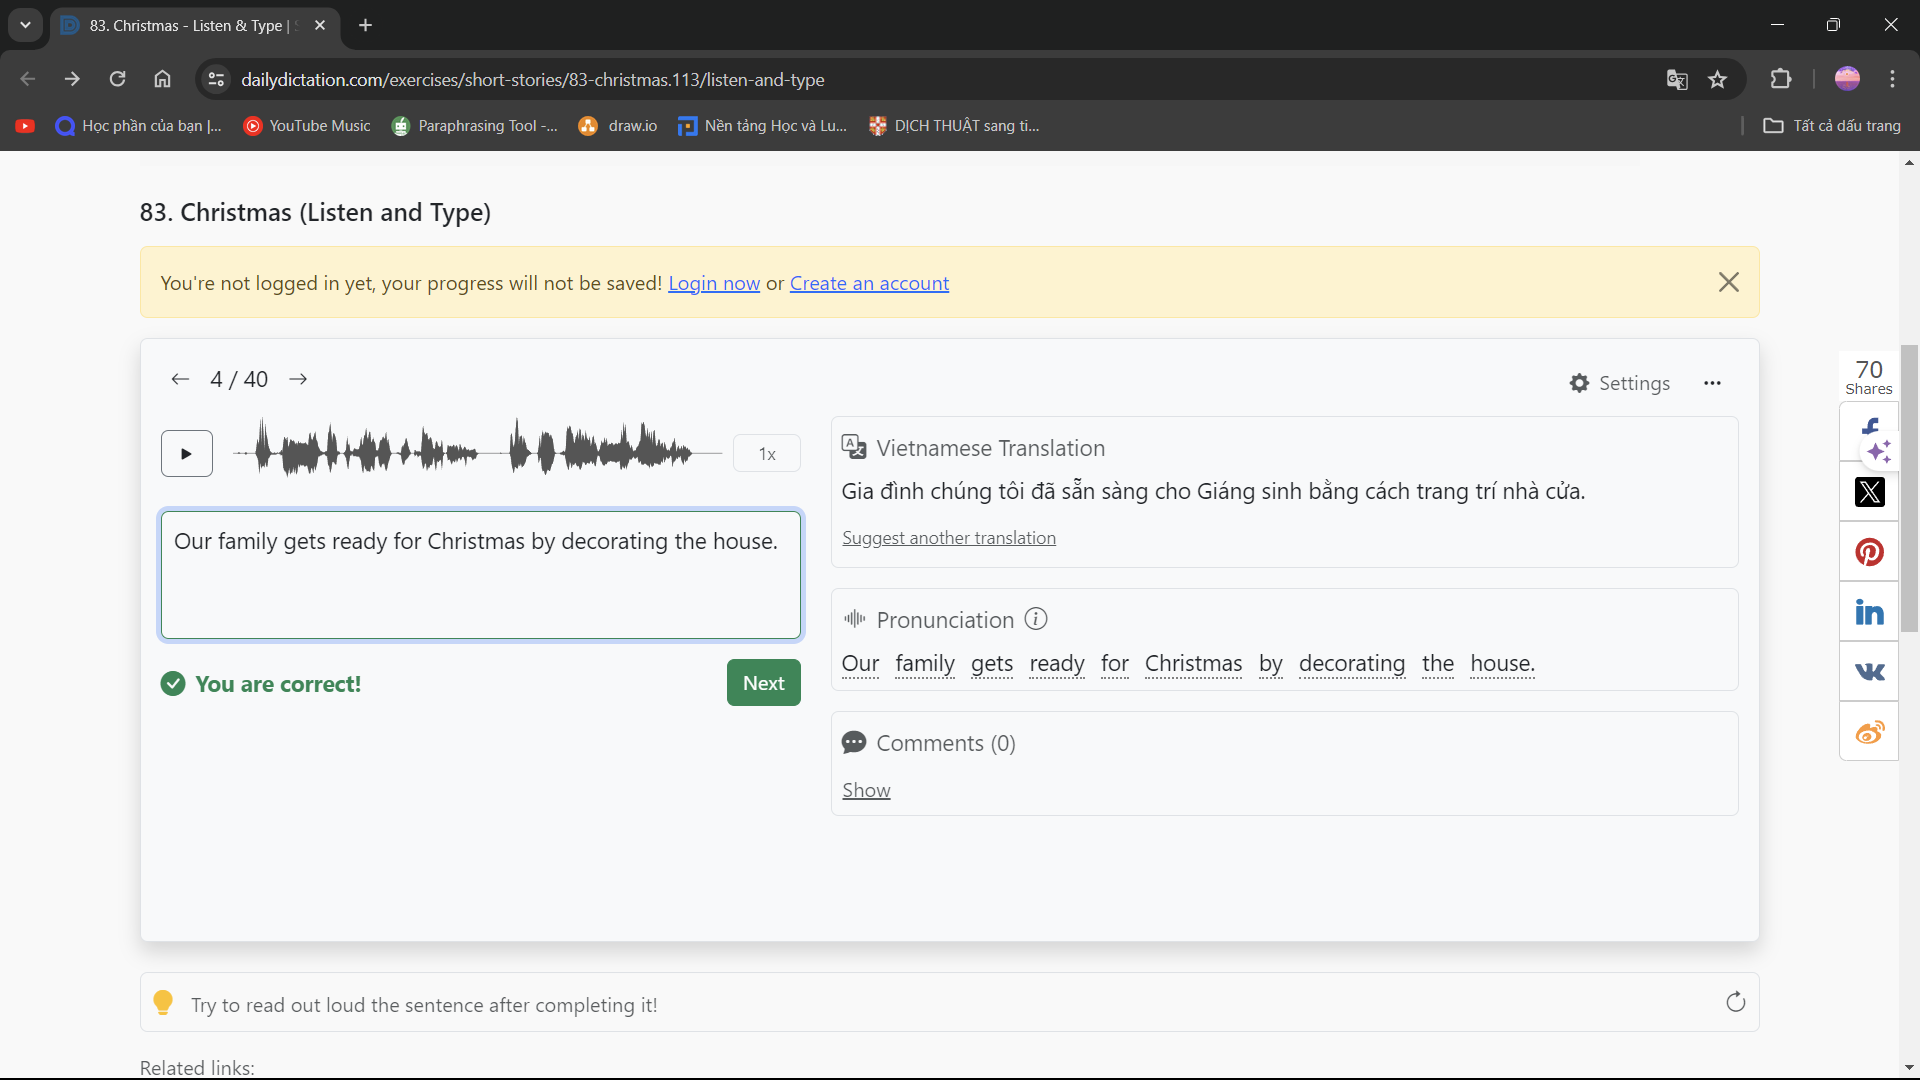 83. Christmas - Listen & Type |
dailydictation.com/exercises/short-stories/83-christmas.113/listen-and-type
Học phần của bạn |...
YouTube Music
Paraphrasing Tool -...
draw.io
Nền tảng Học và Lu...
DỊCH THUẬT sang ti...
Tất cả dấu trang
83. Christmas (Listen and Type)
You're not logged in yet, your progress will not be saved! Login now or Create an account
4 / 40
Settings
1x
Our family gets ready for Christmas by decorating the house.
You are correct!
Next
Vietnamese Translation
Gia đình chúng tôi đã sẵn sàng cho Giáng sinh bằng cách trang trí nhà cửa.
Suggest another translation
Pronunciation
Our family gets ready for Christmas by decorating the house.
Comments (0)
Show
70
Shares
Try to read out loud the sentence after completing it!
Related links: